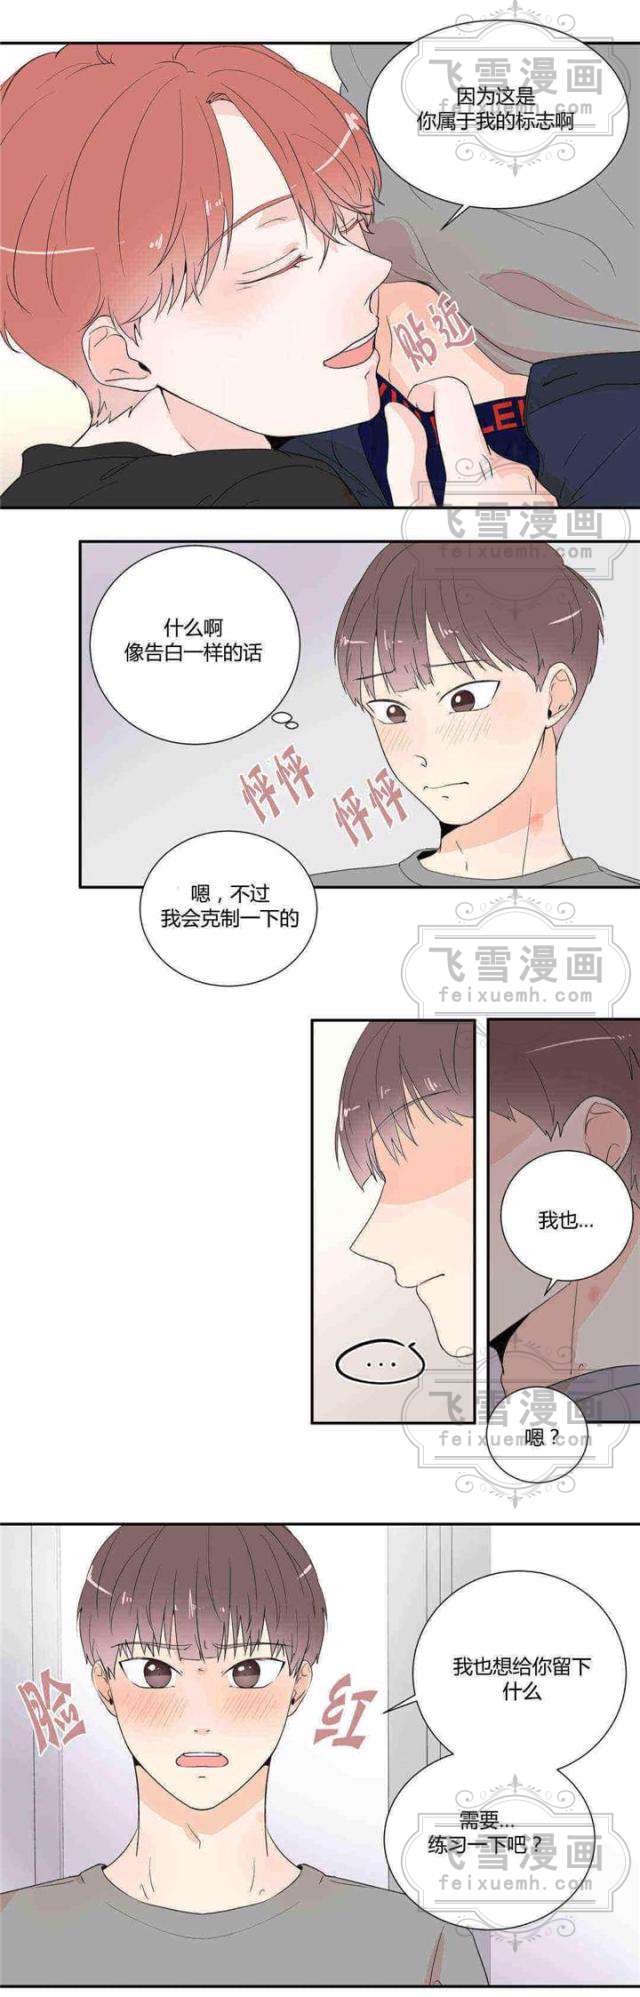 飞雪漫画
因为这是
你属于我的标志啊
贴近
飞雪漫画
feixuemh.com
什么啊
像告白一样的话
怦怦
怦怦
嗯，不过
我会克制一下的
飞雪漫画
feixuemh.com
我也...
...
飞雪漫画
feixuemh.com
嗯？
脸
红
我也想给你留下
什么
需要...
练习一下吧？
飞雪漫画
feixuemh.com